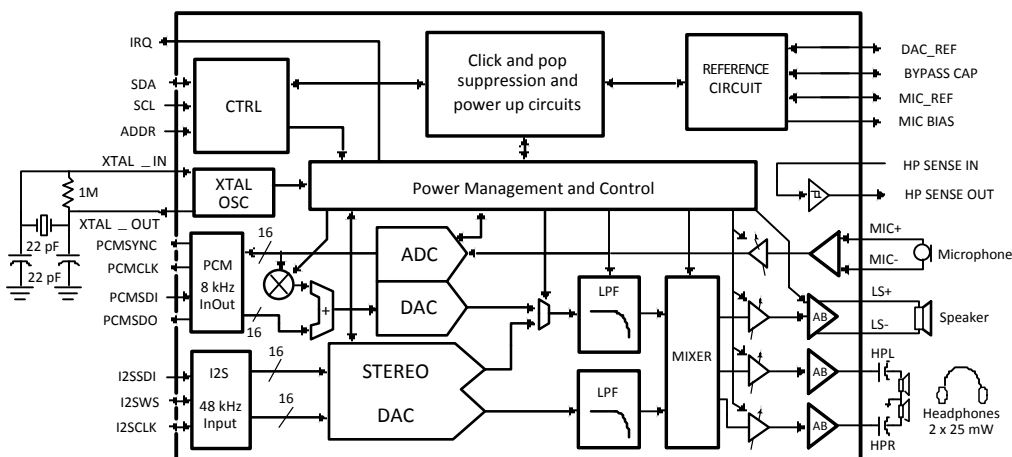 IRQ
SDA
SCL
ADDR
CTRL
Click and pop
suppression and
power up circuits
REFERENCE
CIRCUIT
DAC_REF
BYPASS CAP
MIC_REF
MIC BIAS
XTAL _IN
1M
XTAL _ OUT
22 pF
22 pF
XTAL
OSC
Power Management and Control
HP SENSE IN
HP SENSE OUT
PCMSYNC
PCMCLK
PCMSDI
PCMSDO
PCM
8 kHz
InOut
16
16
+
ADC
DAC
LPF
MIC+
MIC-
Microphone
LS+
LS-
AB
Speaker
I2SSDI
I2SWS
I2SCLK
I2S
48 kHz
Input
16
16
STEREO
DAC
LPF
MIXER
AB
AB
HPL
HPR
Headphones
2 x 25 mW